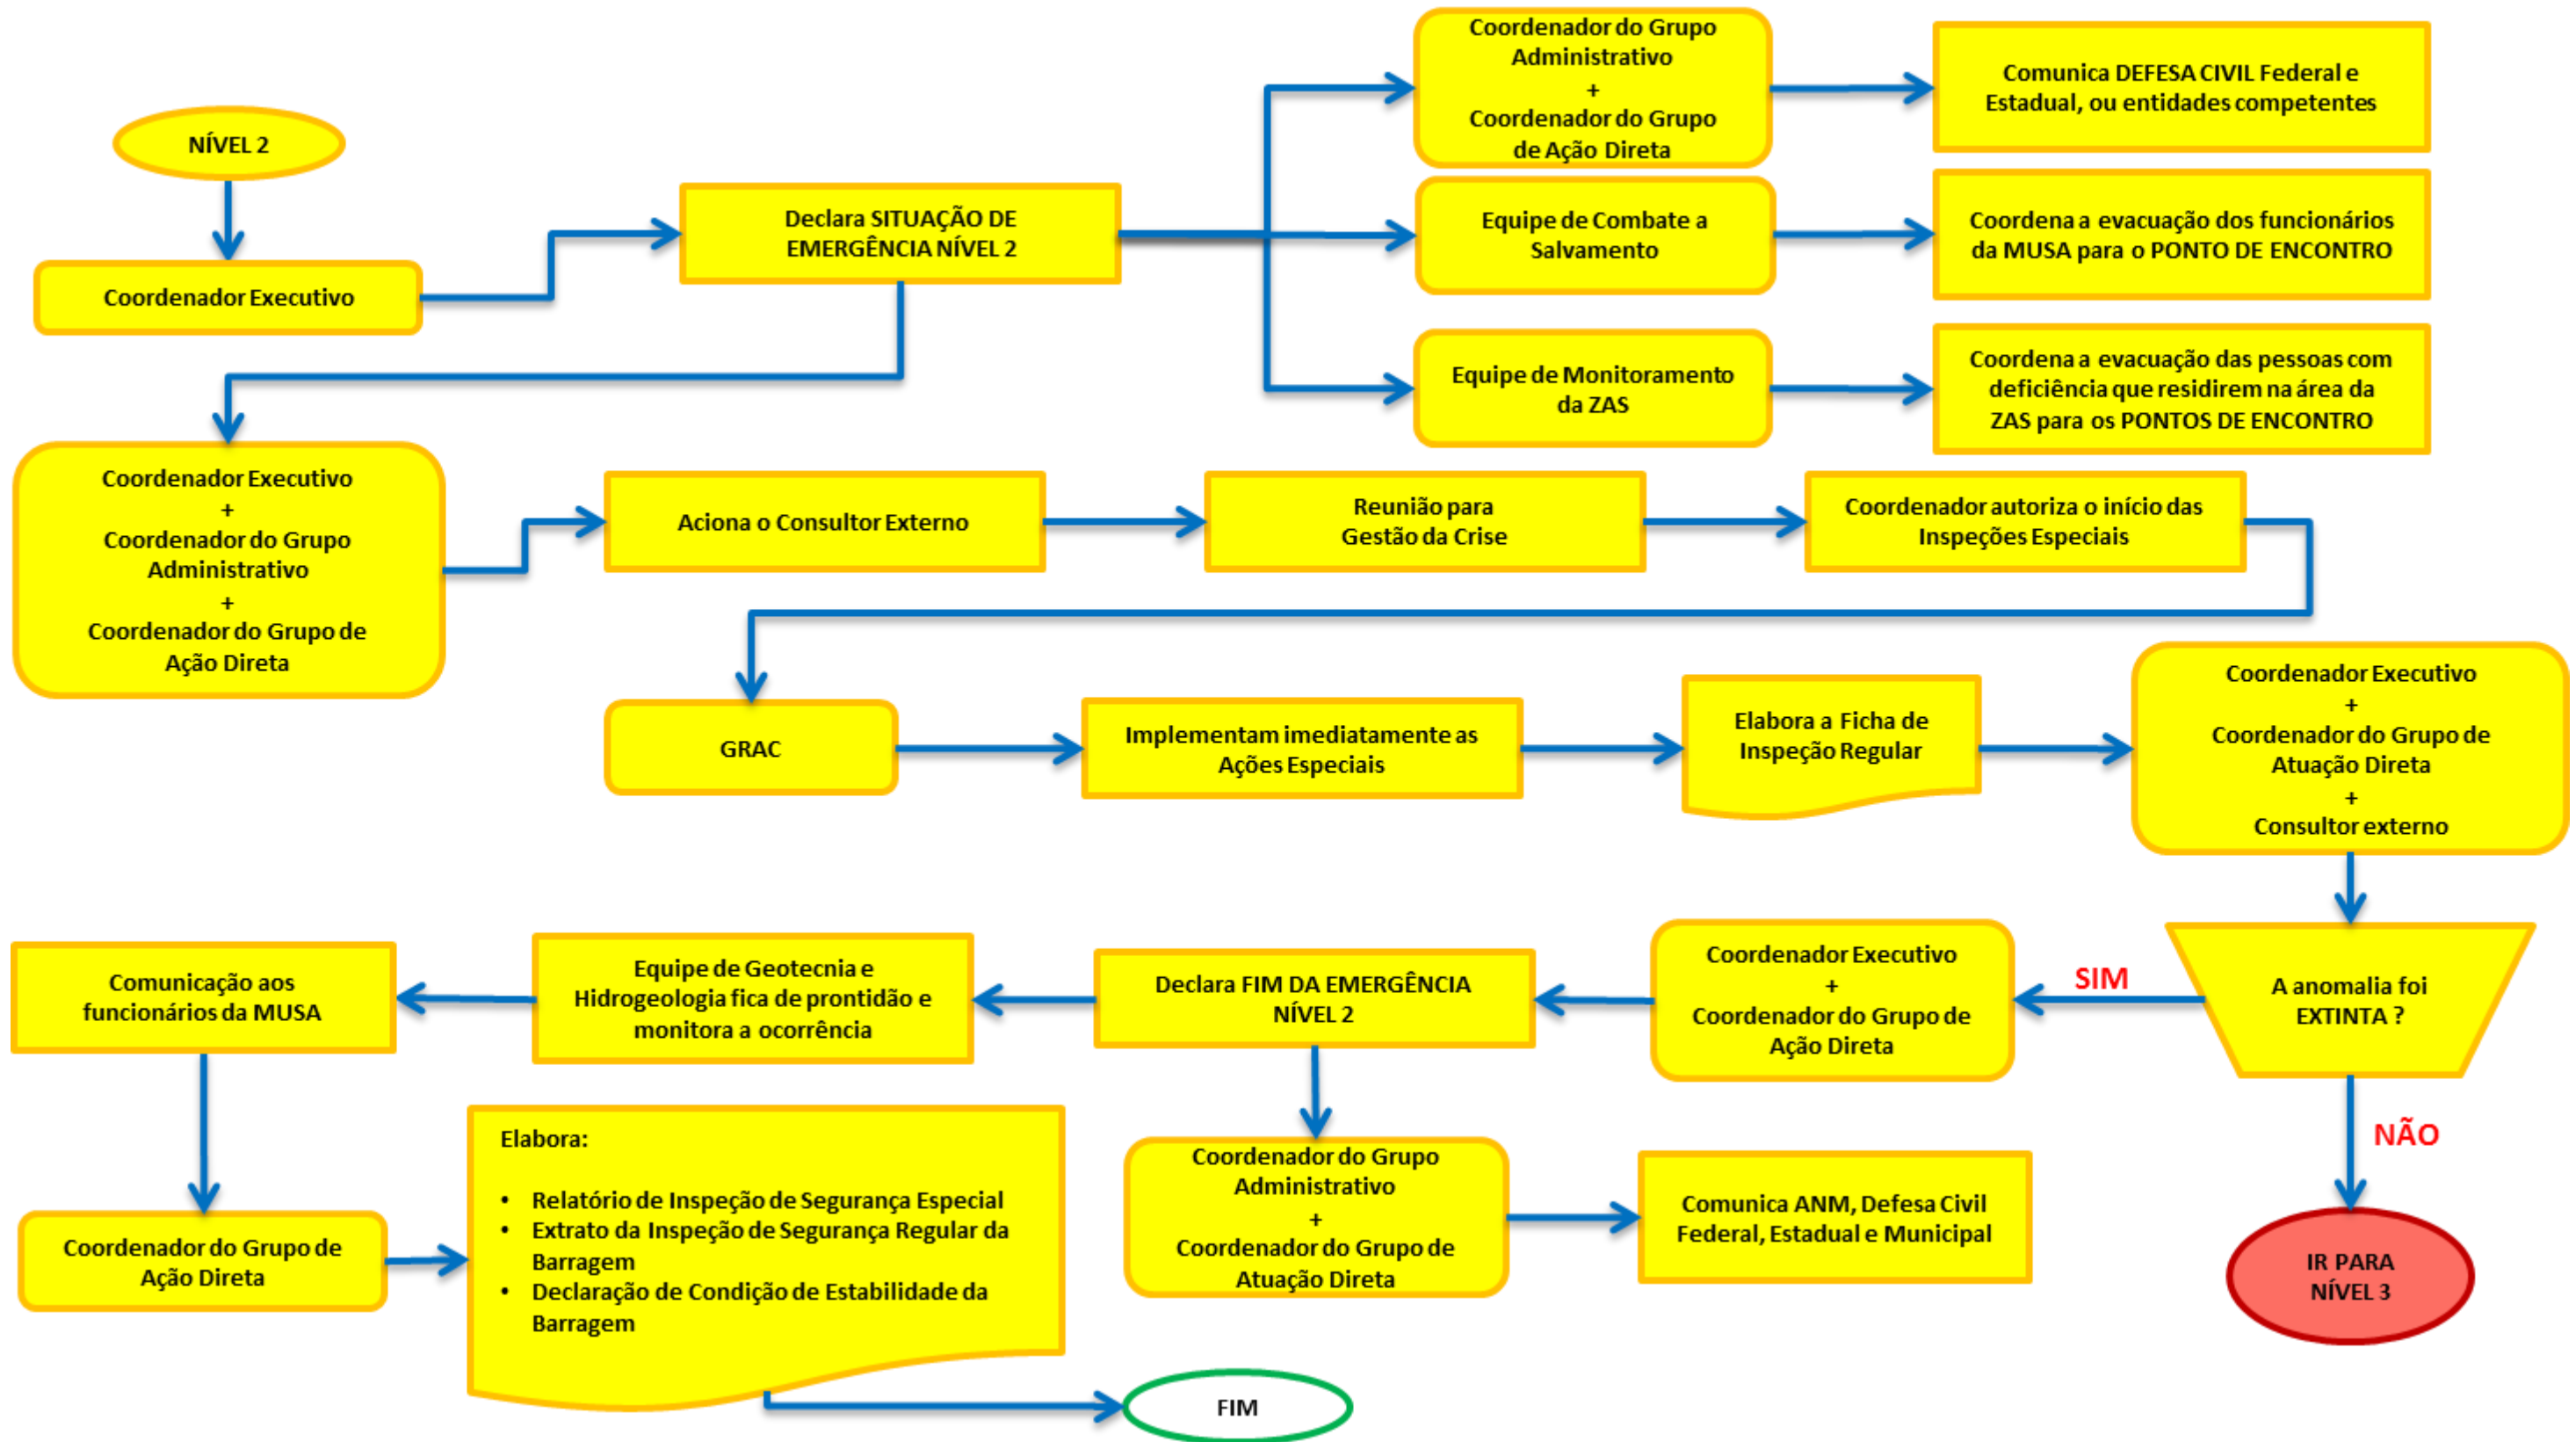 NÍVEL 2
Coordenador Executivo
Declara SITUAÇÃO DE
EMERGÊNCIA NÍVEL 2
Coordenador do Grupo
Administrativo
+
Coordenador do Grupo
de Ação Direta
Comunica DEFESA CIVIL Federal e
Estadual, ou entidades competentes
Equipe de Combate a
Salvamento
Coordena a evacuação dos funcionários
da MUSA para o PONTO DE ENCONTRO
Equipe de Monitoramento
da ZAS
Coordena a evacuação das pessoas com
deficiência que residirem na área da
ZAS para os PONTOS DE ENCONTRO
Coordenador Executivo
+
Coordenador do Grupo
Administrativo
+
Coordenador do Grupo de
Ação Direta
Aciona o Consultor Externo
Reunião para
Gestão da Crise
Coordenador autoriza o início das
Inspeções Especiais
GRAC
Implementam imediatamente as
Ações Especiais
Elabora a Ficha de
Inspeção Regular
Coordenador Executivo
+
Coordenador do Grupo de
Atuação Direta
+
Consultor externo
A anomalia foi
EXTINTA ?
SIM
NÃO
IR PARA
NÍVEL 3
Coordenador Executivo
+
Coordenador do Grupo de
Ação Direta
Declara FIM DA EMERGÊNCIA
NÍVEL 2
Coordenador do Grupo
Administrativo
+
Coordenador do Grupo de
Atuação Direta
Comunica ANM, Defesa Civil
Federal, Estadual e Municipal
Equipe de Geotecnia e
Hidrogeologia fica de prontidão e
monitora a ocorrência
Comunicação aos
funcionários da MUSA
Coordenador do Grupo de
Ação Direta
Elabora:
• Relatório de Inspeção de Segurança Especial
• Extrato da Inspeção de Segurança Regular da
Barragem
• Declaração de Condição de Estabilidade da
Barragem
FIM